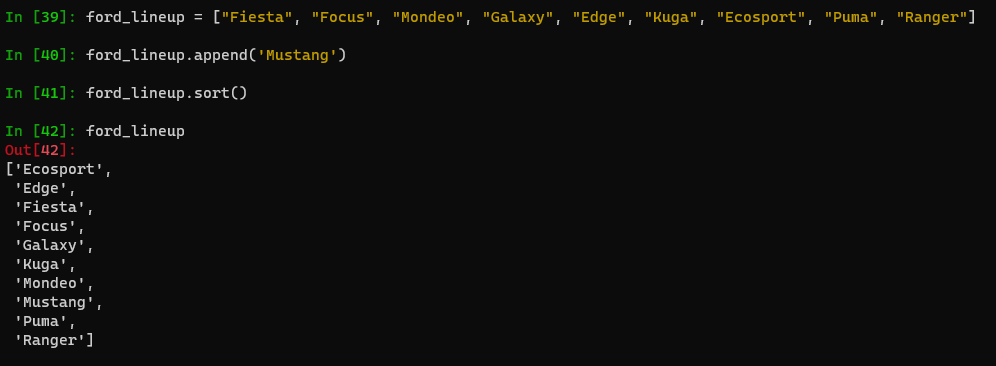 In [39]: ford_lineup = ["Fiesta", "Focus", "Mondeo", "Galaxy", "Edge", "Kuga", "Ecosport", "Puma", "Ranger"]
In [40]: ford_lineup.append('Mustang')
In [41]: ford_lineup.sort()
In [42]: ford_lineup
Out[42]:
['Ecosport',
 'Edge',
 'Fiesta',
 'Focus',
 'Galaxy',
 'Kuga',
 'Mondeo',
 'Mustang',
 'Puma',
 'Ranger']